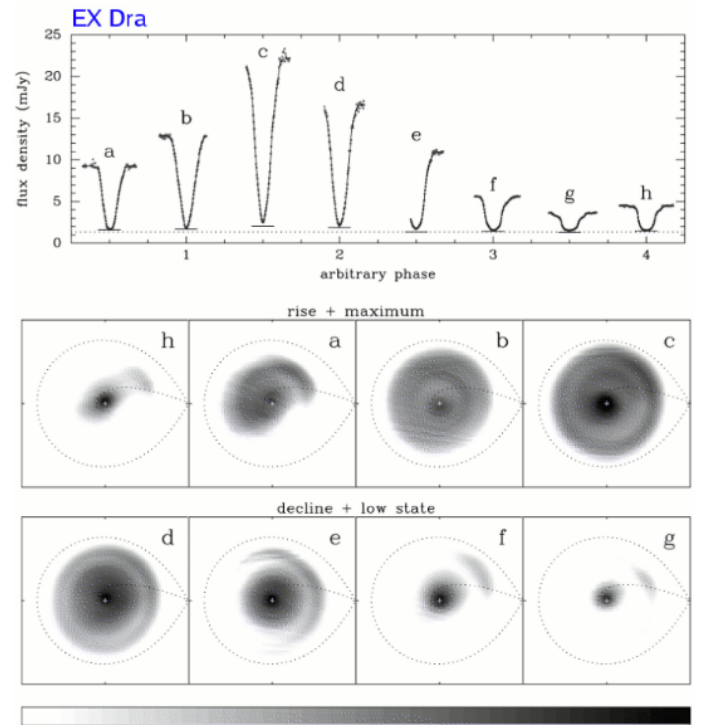 EX Dra
25
20
15
10
5
0
flux density (mJy)
a
b
c
d
e
f
g
h
1
2
3
4
arbitrary phase
rise + maximum
h
a
b
c
decline + low state
d
e
f
g